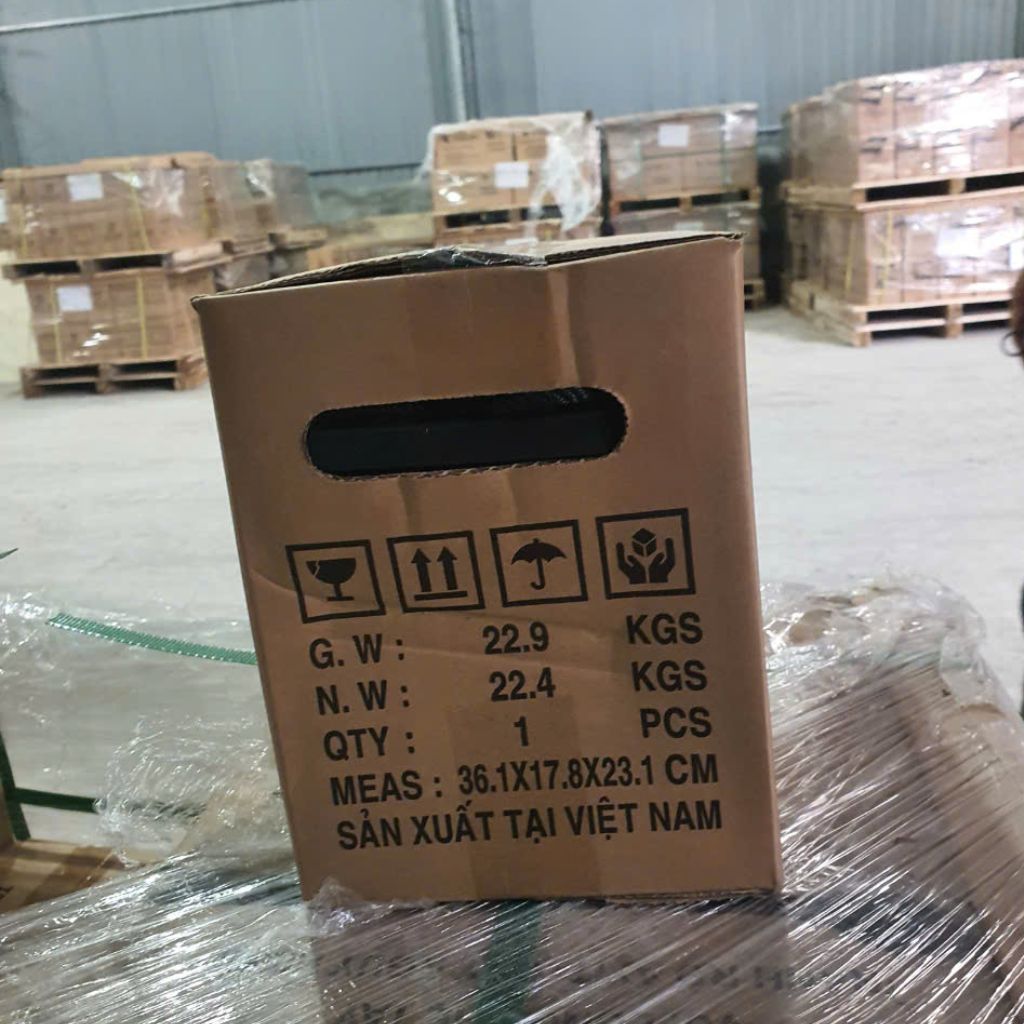 G. W : 22.9 KGS
N. W : 22.4 KGS
QTY : 1 PCS
MEAS : 36.1X17.8X23.1 CM
SẢN XUẤT TẠI VIỆT NAM